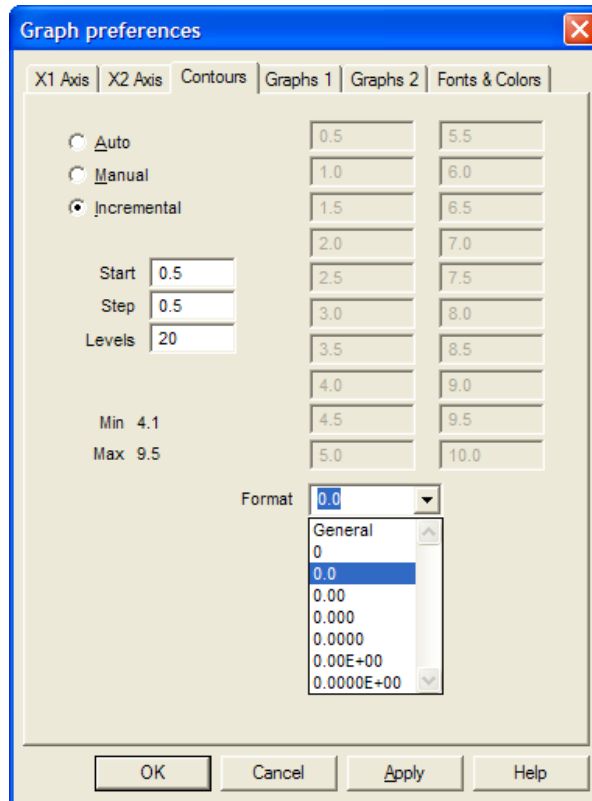 Graph preferences
X1 Axis X2 Axis Contours Graphs 1 Graphs 2 Fonts & Colors
Auto
Manual
Incremental
Start 0.5
Step 0.5
Levels 20
Min 4.1
Max 9.5
0.5 5.5
1.0 6.0
1.5 6.5
2.0 7.0
2.5 7.5
3.0 8.0
3.5 8.5
4.0 9.0
4.5 9.5
5.0 10.0
Format 0.0
General
0
0.0
0.00
0.000
0.0000
0.00E+00
0.0000E+00
OK Cancel Apply Help